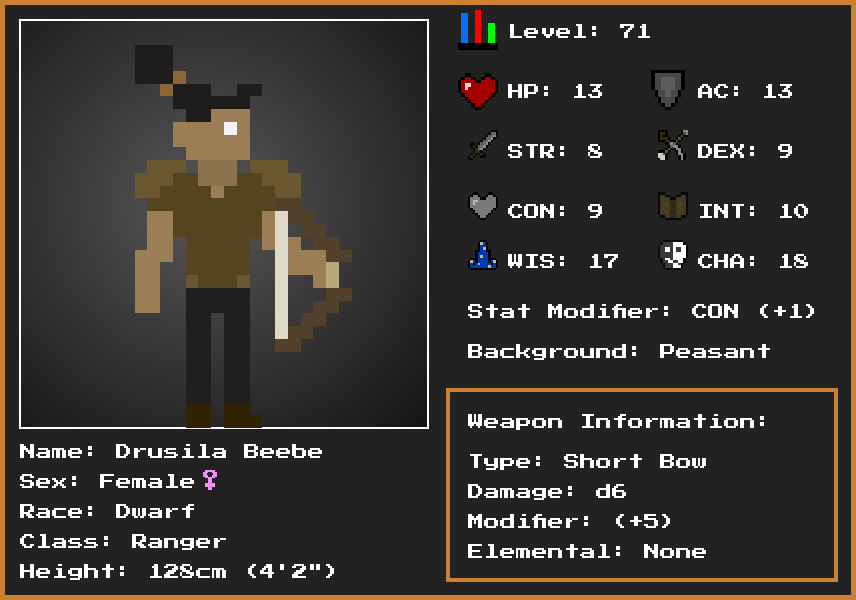 Level: 71
HP: 13
AC: 13
STR: 8
DEX: 9
CON: 9
INT: 10
WIS: 17
CHA: 18
Stat Modifier: CON (+1)
Background: Peasant
Weapon Information:
Type: Short Bow
Damage: d6
Modifier: (+5)
Elemental: None
Name: Drusila Beebe
Sex: Female♀
Race: Dwarf
Class: Ranger
Height: 128cm (4'2")